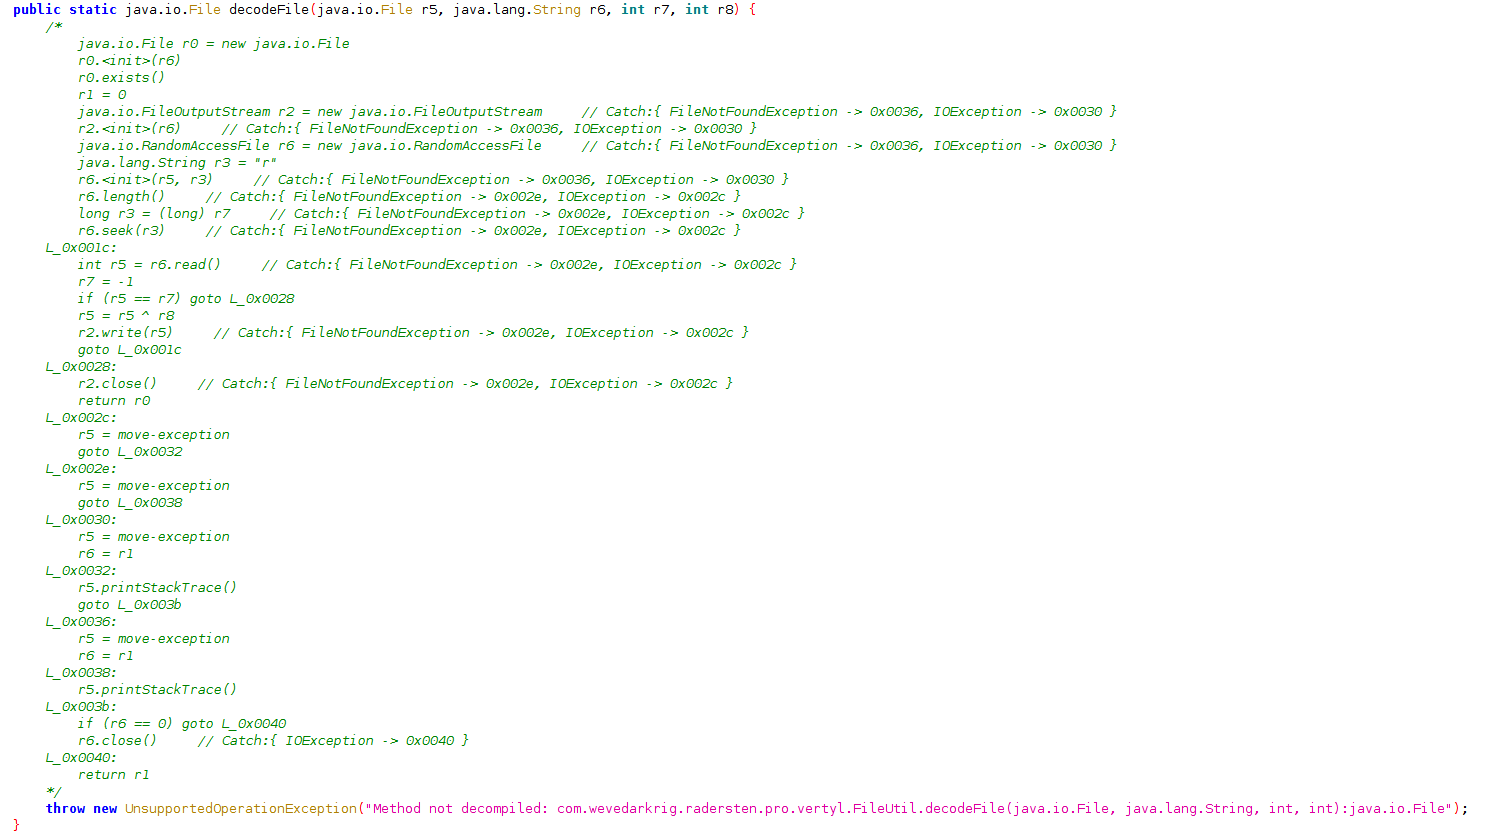 public static java.io.File decodeFile(java.io.File r5, java.lang.String r6, int r7, int r8) {
    /*
        java.io.File r0 = new java.io.File
        r0.<init>(r6)
        r0.exists()
        r1 = 0
        java.io.FileOutputStream r2 = new java.io.FileOutputStream     // Catch:{ FileNotFoundException -> 0x0036, IOException -> 0x0030 }
        r2.<init>(r6)     // Catch:{ FileNotFoundException -> 0x0036, IOException -> 0x0030 }
        java.io.RandomAccessFile r6 = new java.io.RandomAccessFile     // Catch:{ FileNotFoundException -> 0x0036, IOException -> 0x0030 }
        java.lang.String r3 = "r"
        r6.<init>(r5, r3)     // Catch:{ FileNotFoundException -> 0x0036, IOException -> 0x0030 }
        r6.length()     // Catch:{ FileNotFoundException -> 0x002e, IOException -> 0x002c }
        long r3 = (long) r7     // Catch:{ FileNotFoundException -> 0x002e, IOException -> 0x002c }
        r6.seek(r3)     // Catch:{ FileNotFoundException -> 0x002e, IOException -> 0x002c }
    L_0x001c:
        int r5 = r6.read()     // Catch:{ FileNotFoundException -> 0x002e, IOException -> 0x002c }
        r7 = -1
        if (r5 == r7) goto L_0x0028
        r5 = r5 ^ r8
        r2.write(r5)     // Catch:{ FileNotFoundException -> 0x002e, IOException -> 0x002c }
        goto L_0x001c
    L_0x0028:
        r2.close()     // Catch:{ FileNotFoundException -> 0x002e, IOException -> 0x002c }
        return r0
    L_0x002c:
        r5 = move-exception
        goto L_0x0032
    L_0x002e:
        r5 = move-exception
        goto L_0x0038
    L_0x0030:
        r5 = move-exception
        r6 = r1
    L_0x0032:
        r5.printStackTrace()
        goto L_0x003b
    L_0x0036:
        r5 = move-exception
        r6 = r1
    L_0x0038:
        r5.printStackTrace()
    L_0x003b:
        if (r6 == 0) goto L_0x0040
        r6.close()     // Catch:{ IOException -> 0x0040 }
    L_0x0040:
        return r1
    */
    throw new UnsupportedOperationException("Method not decompiled: com.wevedarkrig.radersten.pro.vertyl.FileUtil.decodeFile(java.io.File, java.lang.String, int, int):java.io.File");
}